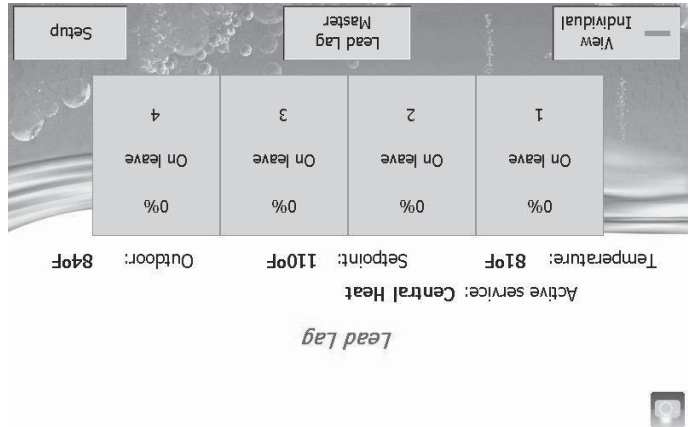 Lead Lag
Active service: Central Heat
Temperature: 81ºF Setpoint: 110ºF Outdoor: 84ºF
0% 0% 0% 0%
On leave On leave On leave On leave
1 2 3 4
View Individual
Lead Lag Master
Setup